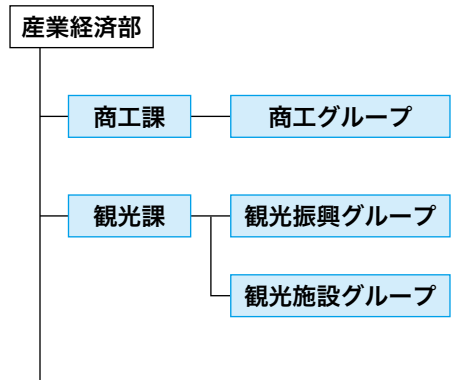 産業経済部
商工課
商工グループ
観光課
観光振興グループ
観光施設グループ